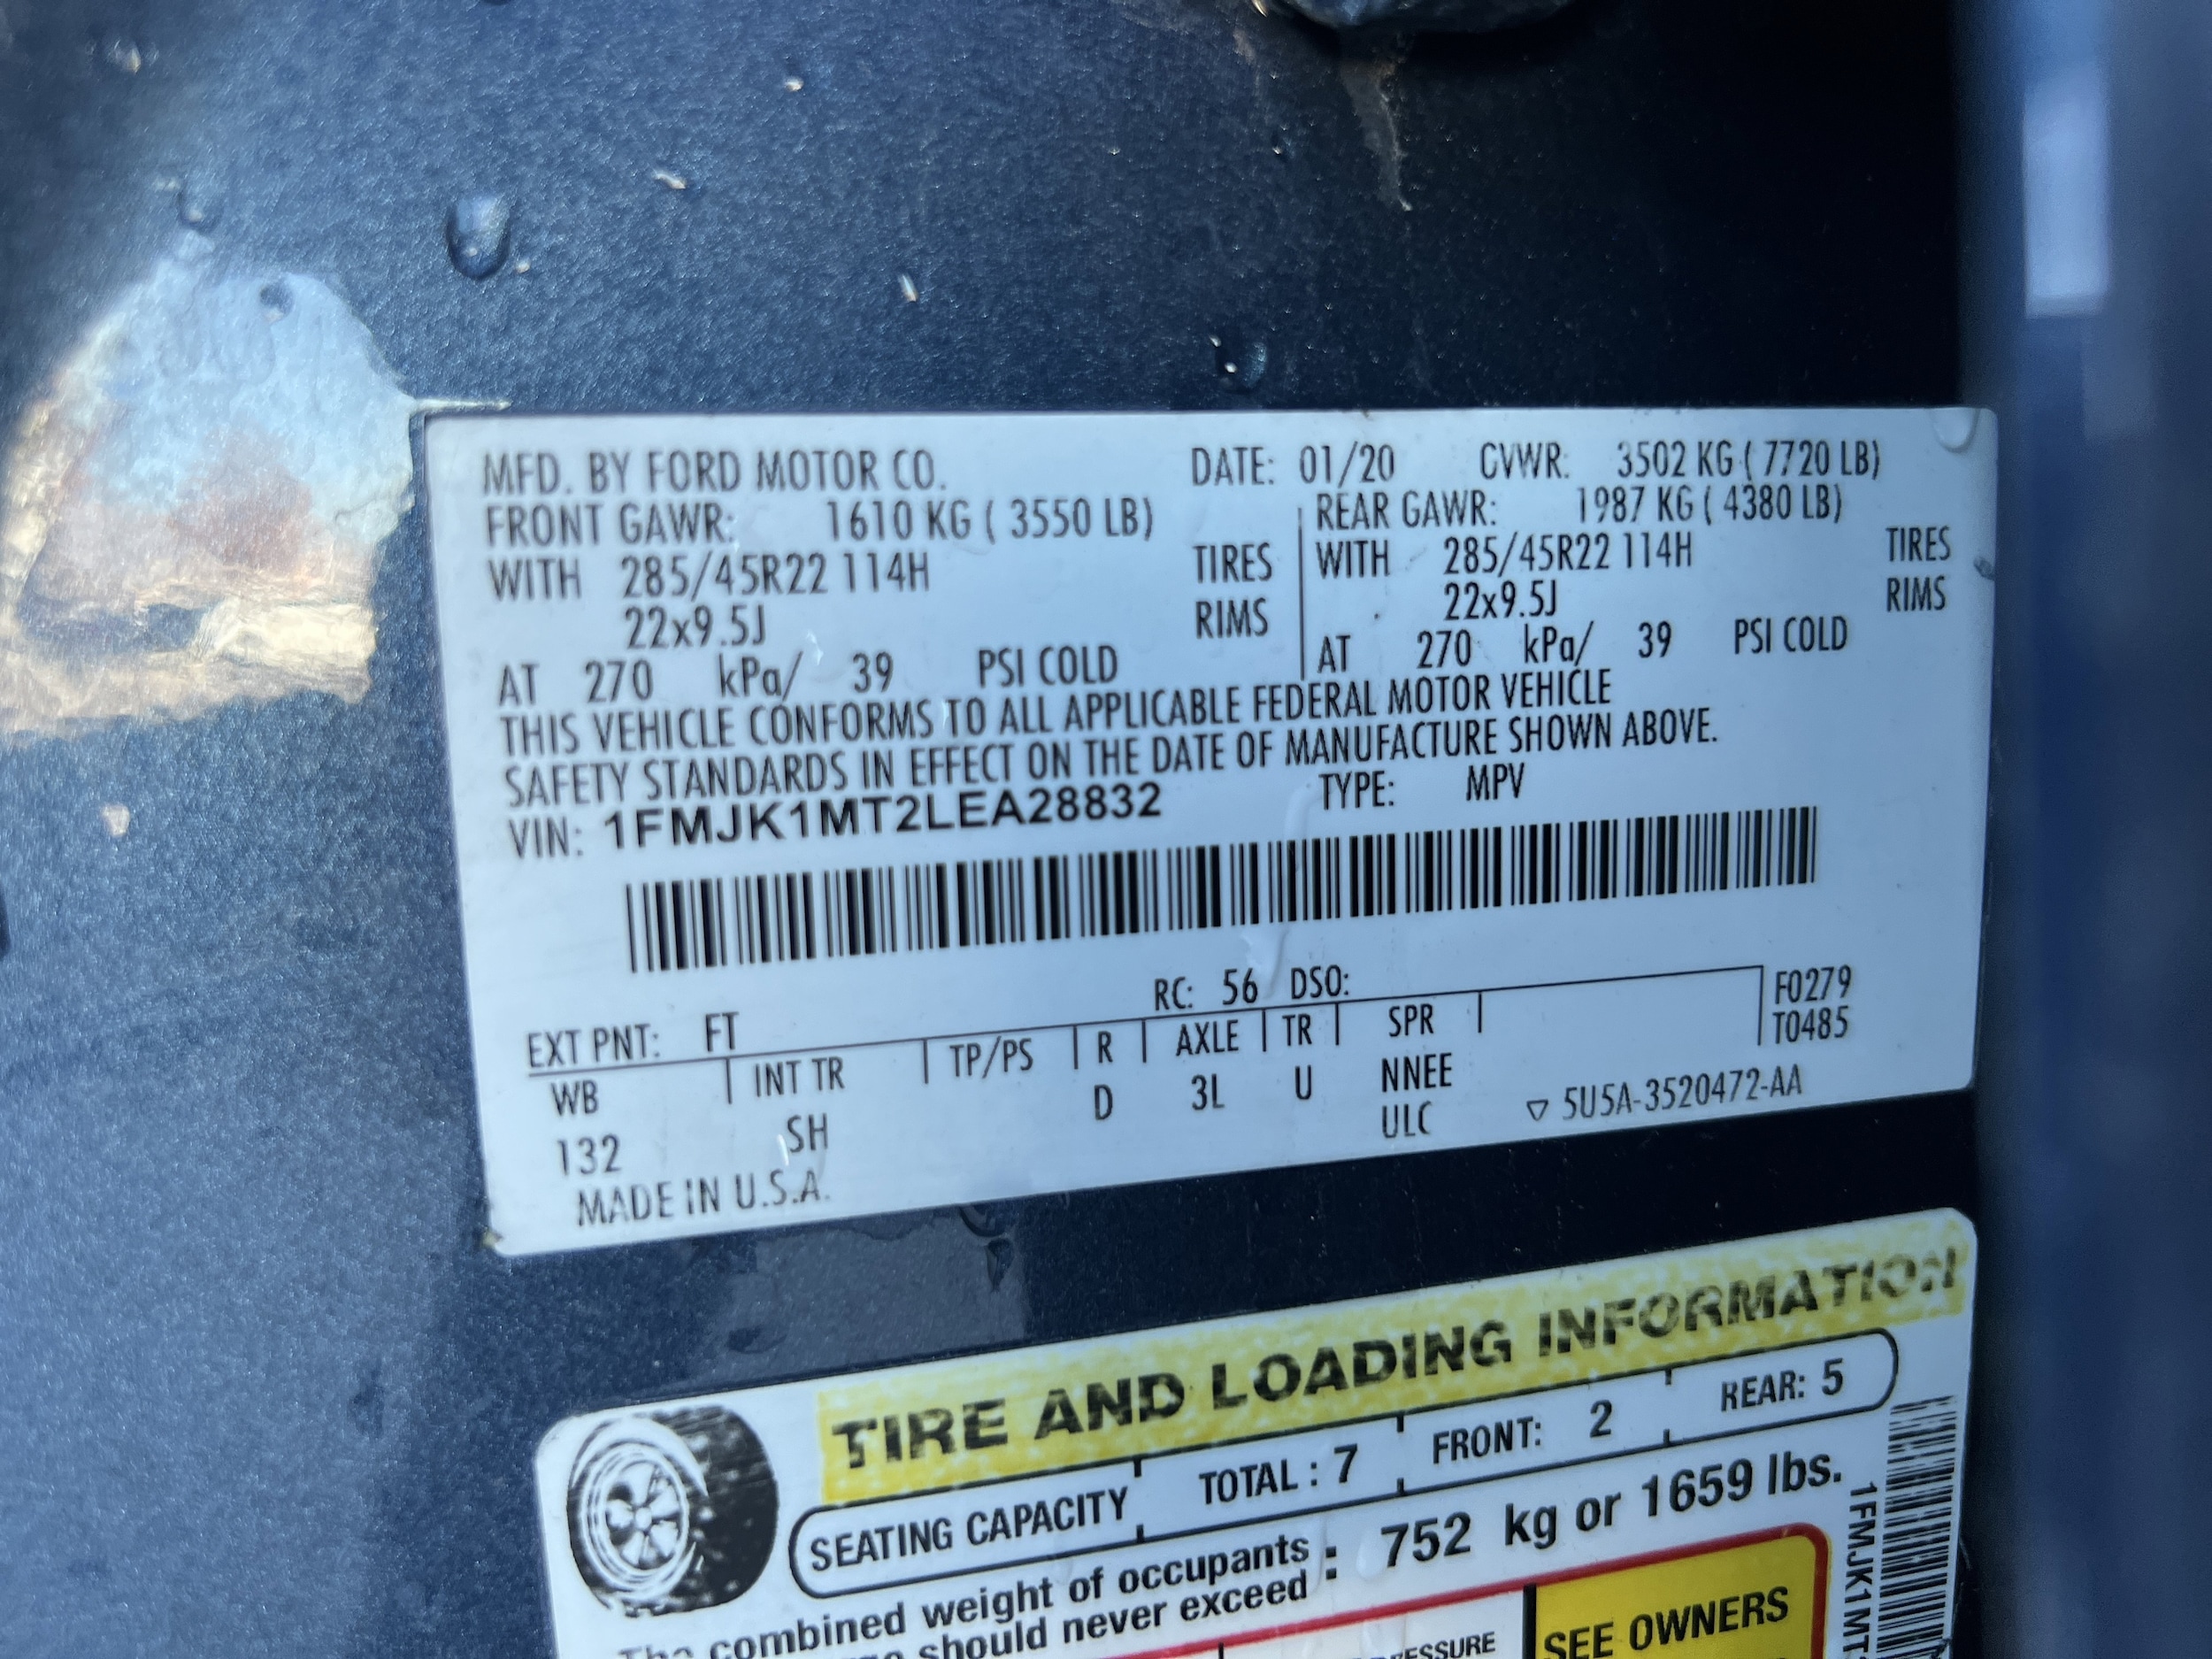 MFD. BY FORD MOTOR CO. DATE: 01/20 GVWR: 3502 KG ( 7720 LB)
FRONT GAWR: 1610 KG ( 3550 LB) REAR GAWR: 1987 KG ( 4380 LB)
WITH 285/45R22 114H TIRES WITH 285/45R22 114H TIRES
22x9.5J RIMS 22x9.5J RIMS
AT 270 kPa/ 39 PSI COLD AT 270 kPa/ 39 PSI COLD
THIS VEHICLE CONFORMS TO ALL APPLICABLE FEDERAL MOTOR VEHICLE
SAFETY STANDARDS IN EFFECT ON THE DATE OF MANUFACTURE SHOWN ABOVE.
VIN: 1FMJK1MT2LEA28832 TYPE: MPV
EXT PNT: FT RC: 56 DSO: F0279
WB INT TR TP/PS R AXLE TR SPR T0485
132 SH D 3L U NNEE
ULC ▽ 5U5A-3520472-AA
MADE IN U.S.A.
TIRE AND LOADING INFORMATION
SEATING CAPACITY TOTAL : 7 FRONT: 2 REAR: 5
The combined weight of occupants : 752 kg or 1659 lbs.
should never exceed
SEE OWNERS
1FMJK1MT